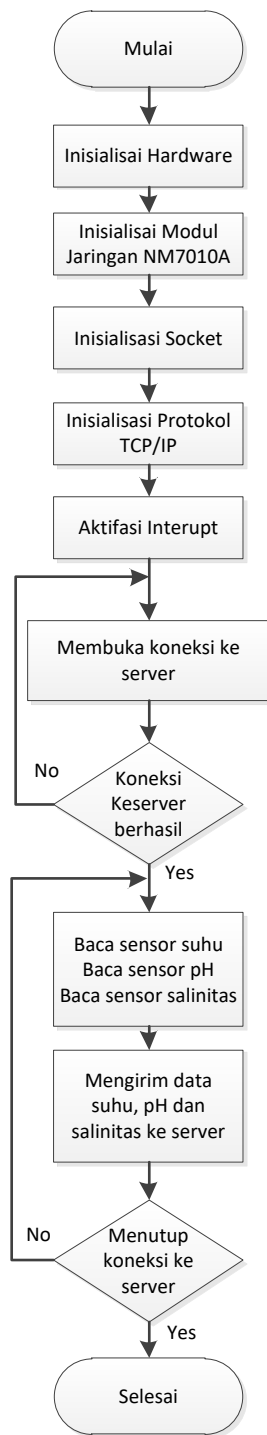 Mulai
Inisialisai Hardware
Inisialisai Modul
Jaringan NM7010A
Inisialisasi Socket
Inisialisasi Protokol
TCP/IP
Aktifasi Interupt
Membuka koneksi ke
server
No
Koneksi
Keserver
berhasil
Yes
Baca sensor suhu
Baca sensor pH
Baca sensor salinitas
Mengirim data
suhu, pH dan
salinitas ke server
No
Menutup
koneksi ke
server
Yes
Selesai